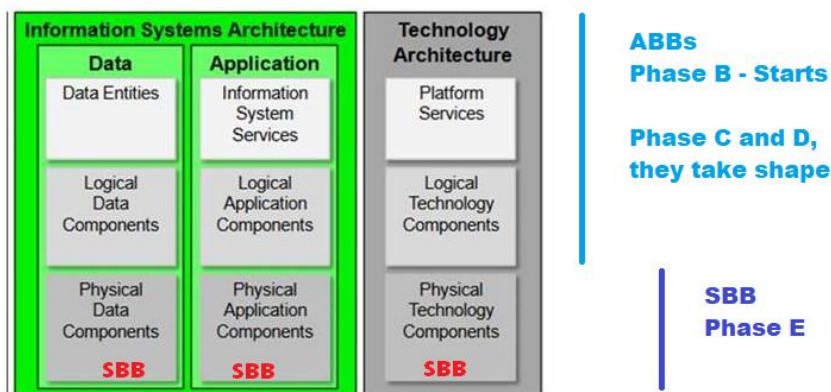 Information Systems Architecture
Data
Data Entities
Logical
Data
Components
Physical
Data
Components
SBB
Application
Information
System
Services
Logical
Application
Components
Physical
Application
Components
SBB
Technology
Architecture
Platform
Services
Logical
Technology
Components
Physical
Technology
Components
SBB
ABBs
Phase B - Starts
Phase C and D,
they take shape
SBB
Phase E